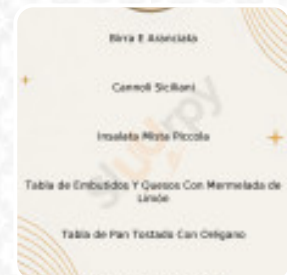 Birra E Aranciata
Cannoli Siciliani
Insalata Mista Piccola
Tabla de Embutidos Y Quesos Con Mermelada de
Limón
Tabla de Pan Tostado Con Orégano